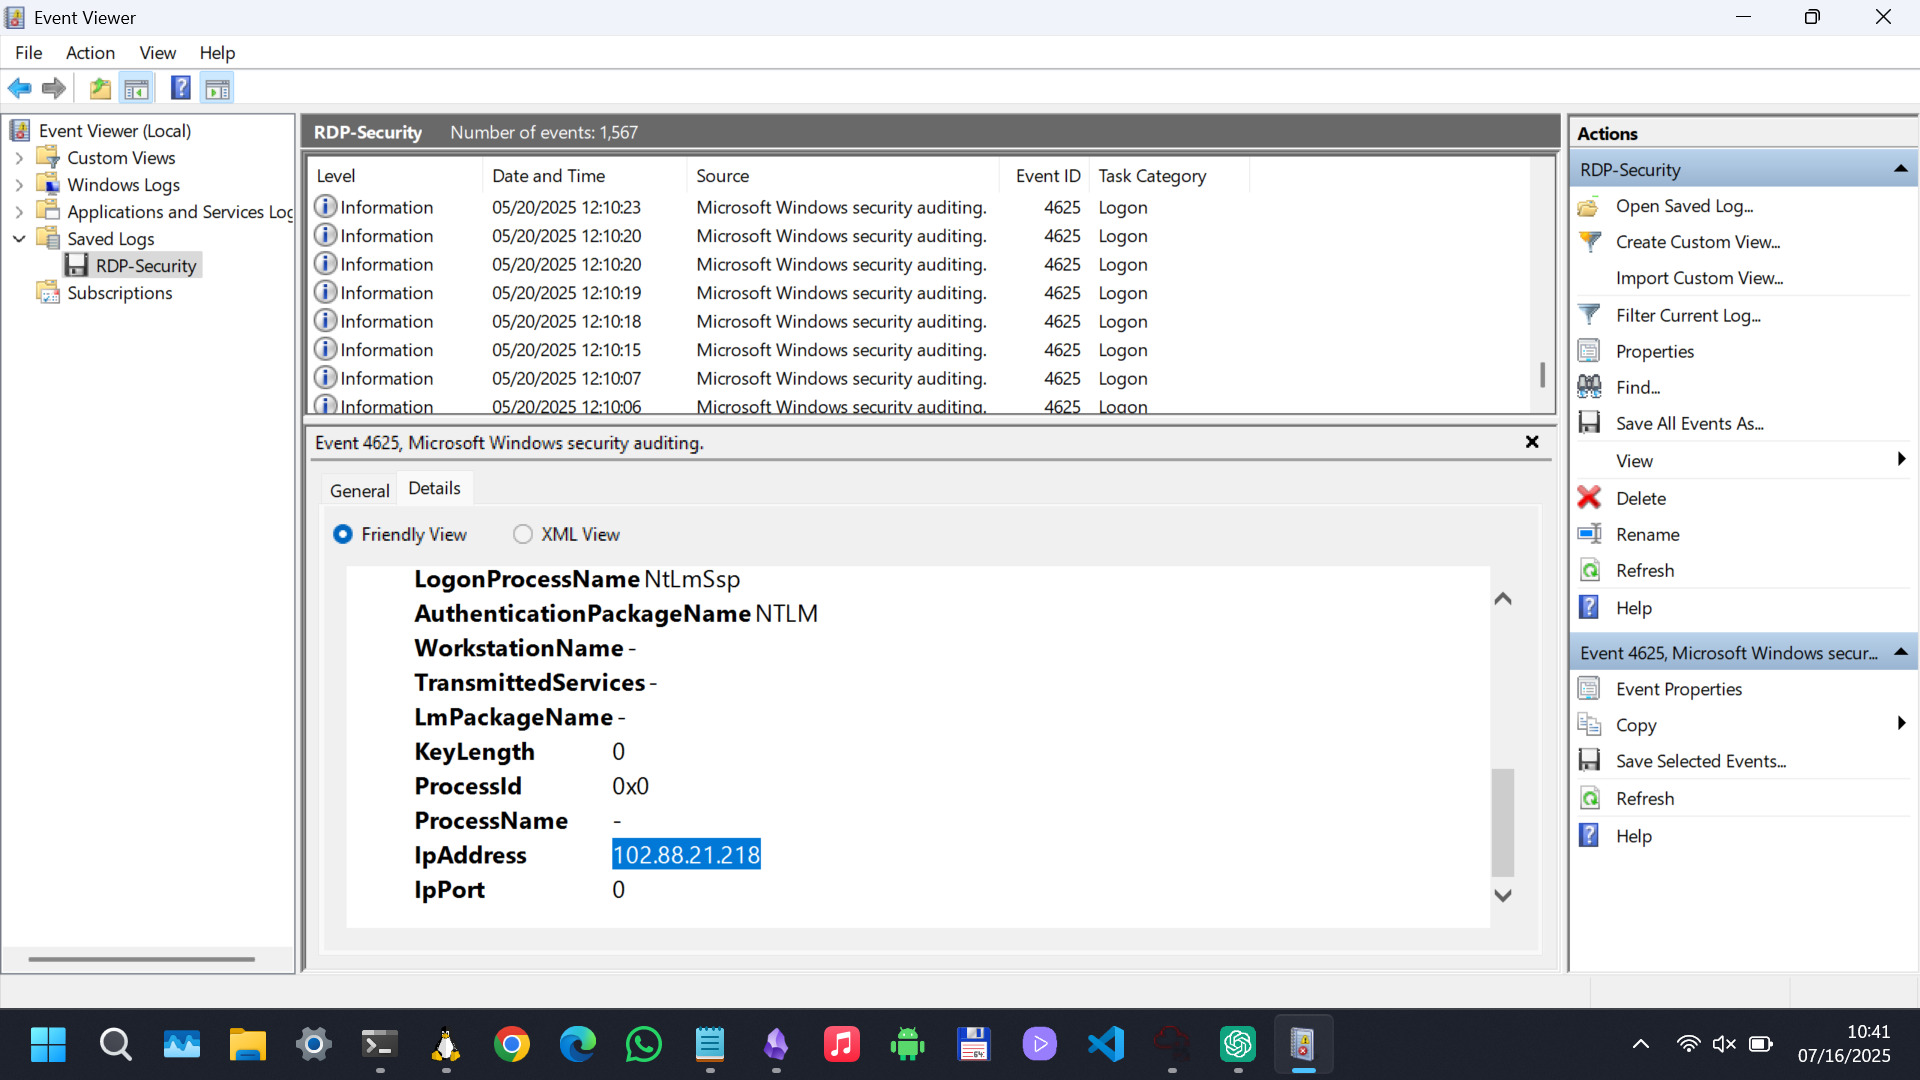 Event Viewer
File Action View Help
Event Viewer (Local)
Custom Views
Windows Logs
Applications and Services Log
Saved Logs
RDP-Security
Subscriptions
RDP-Security Number of events: 1,567
Level Date and Time Source Event ID Task Category
Information 05/20/2025 12:10:23 Microsoft Windows security auditing. 4625 Logon
Information 05/20/2025 12:10:20 Microsoft Windows security auditing. 4625 Logon
Information 05/20/2025 12:10:20 Microsoft Windows security auditing. 4625 Logon
Information 05/20/2025 12:10:19 Microsoft Windows security auditing. 4625 Logon
Information 05/20/2025 12:10:18 Microsoft Windows security auditing. 4625 Logon
Information 05/20/2025 12:10:15 Microsoft Windows security auditing. 4625 Logon
Information 05/20/2025 12:10:07 Microsoft Windows security auditing. 4625 Logon
Information 05/20/2025 12:10:06 Microsoft Windows security auditing. 4625 Logon
Event 4625, Microsoft Windows security auditing.
General Details
Friendly View XML View
LogonProcessName NtLmSsp
AuthenticationPackageName NTLM
WorkstationName -
TransmittedServices -
LmPackageName -
KeyLength 0
ProcessId 0x0
ProcessName -
IpAddress 102.88.21.218
IpPort 0
Actions
RDP-Security
Open Saved Log...
Create Custom View...
Import Custom View...
Filter Current Log...
Properties
Find...
Save All Events As...
View
Delete
Rename
Refresh
Help
Event 4625, Microsoft Windows secur...
Event Properties
Copy
Save Selected Events...
Refresh
Help
64
10:41
07/16/2025